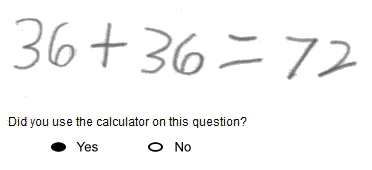 36+36=72
Did you use the calculator on this question?
Yes No